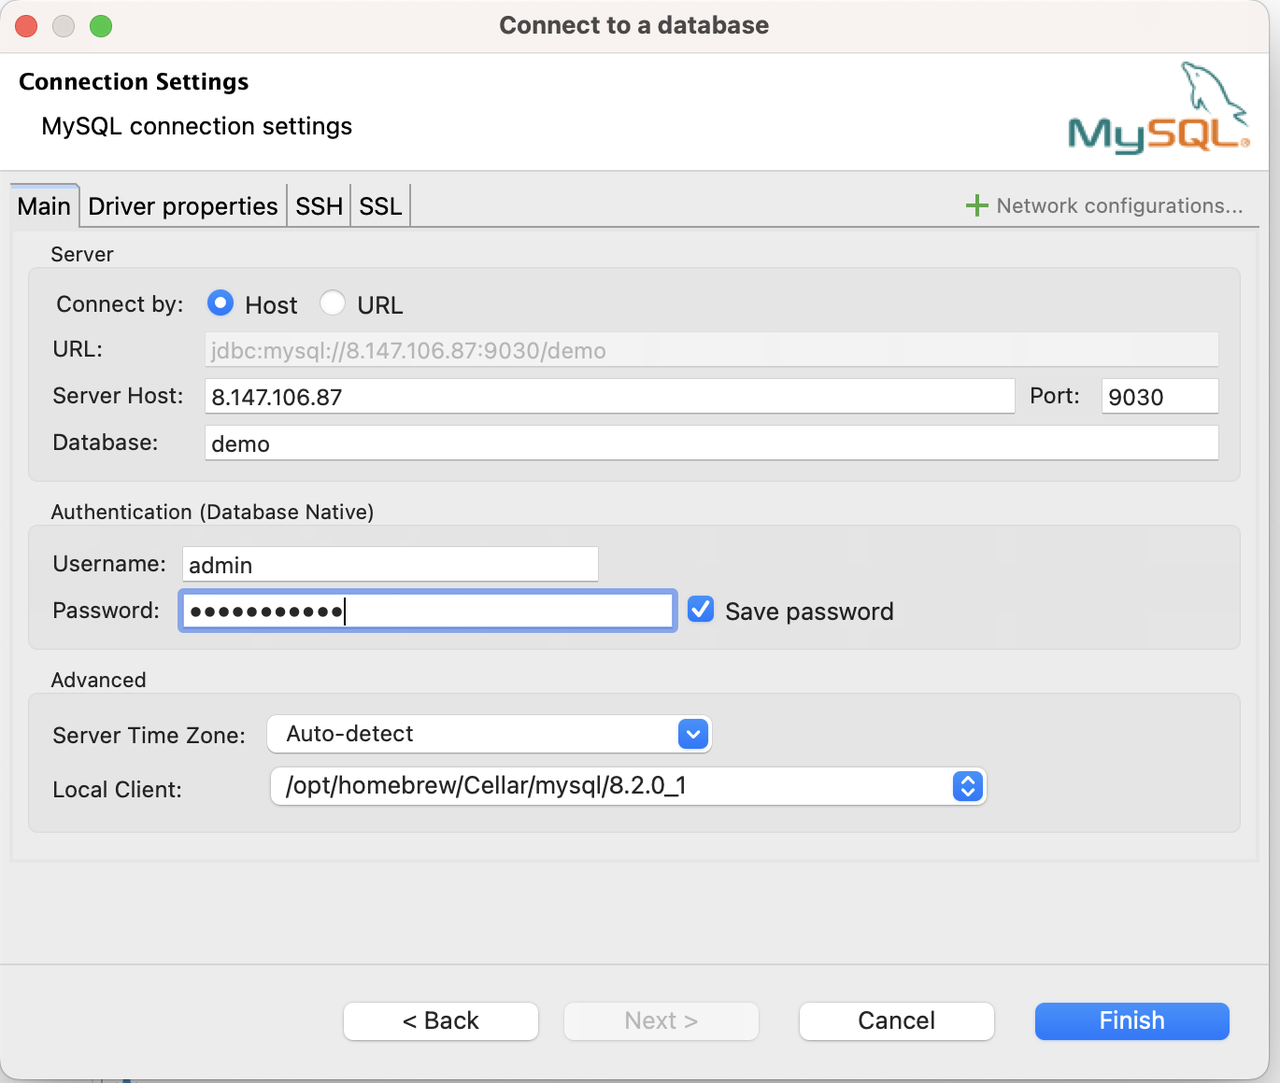 Connect to a database
Connection Settings
MySQL connection settings
MySQL
Main Driver properties SSH SSL Network configurations...
Server
Connect by: Host URL
URL: jdbc:mysql://8.147.106.87:9030/demo
Server Host: 8.147.106.87 Port: 9030
Database: demo
Authentication (Database Native)
Username: admin
Password: ●●●●●●●●●●● Save password
Advanced
Server Time Zone: Auto-detect
Local Client: /opt/homebrew/Cellar/mysql/8.2.0_1
< Back Next > Cancel Finish